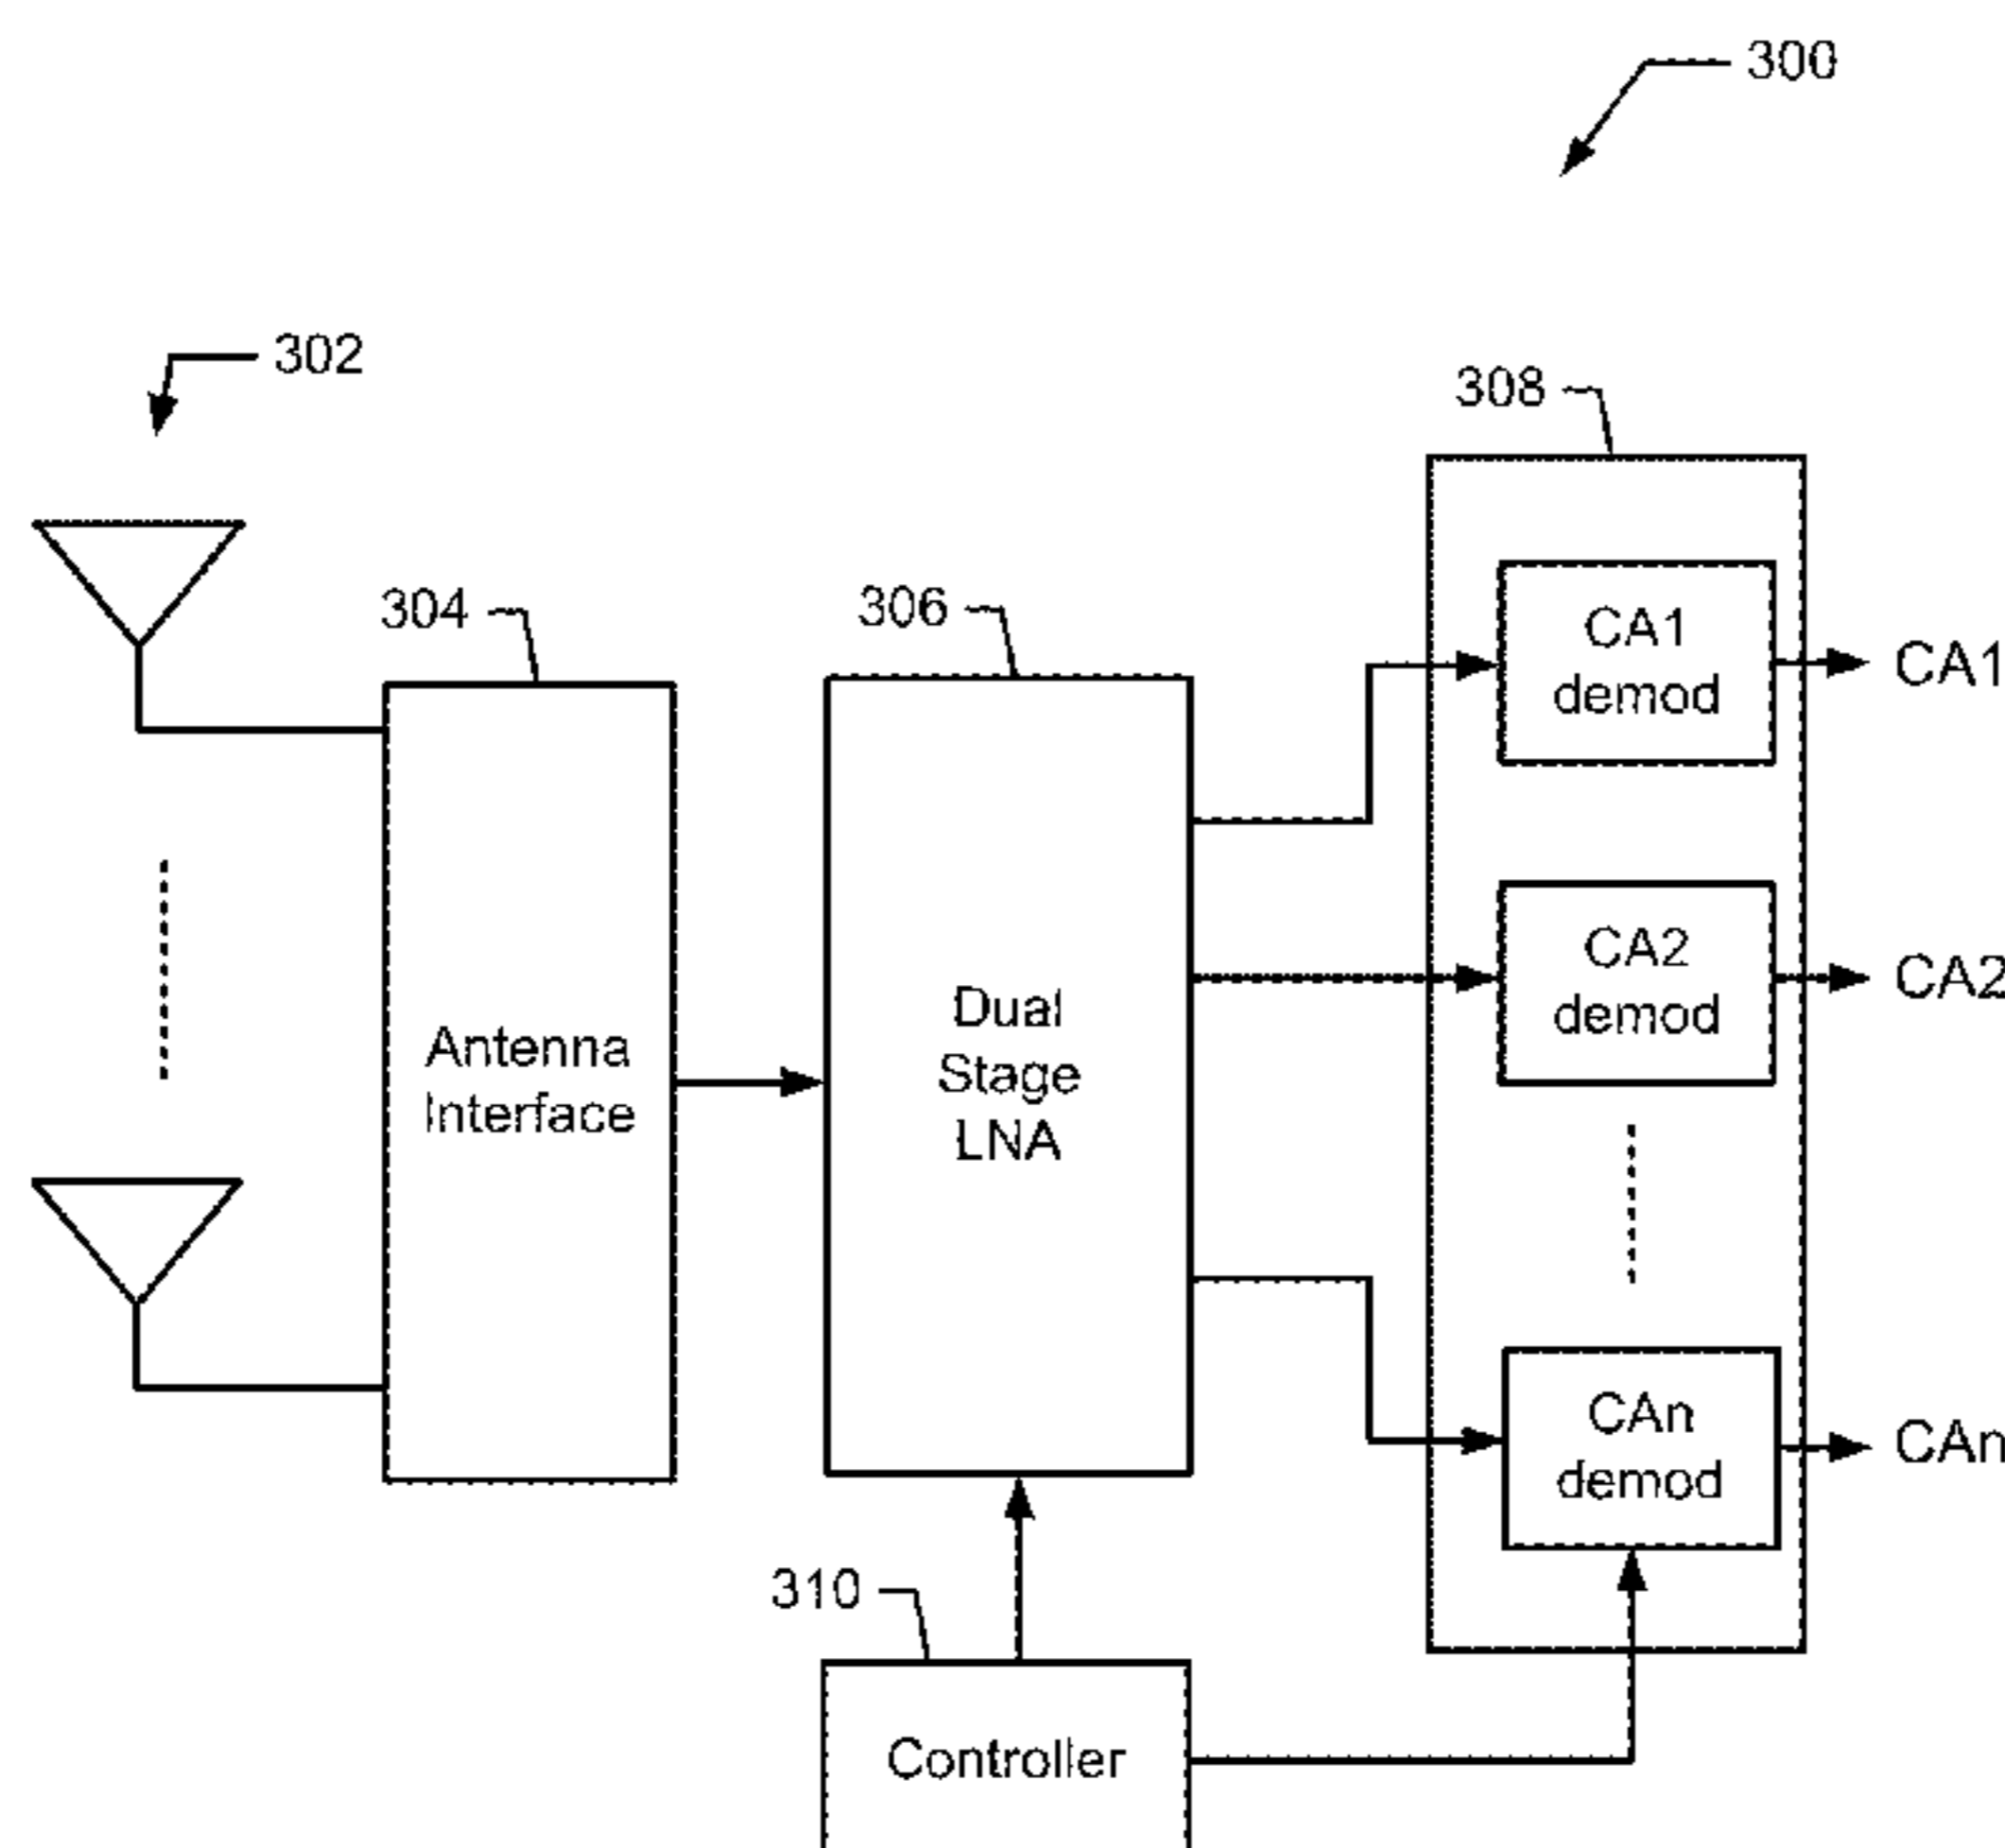 300
302
308
304
306
CA1
demod
CA1
CA2
demod
CA2
Antenna
Interface
Dual
Stage
LNA
CAn
demod
CAn
310
Controller